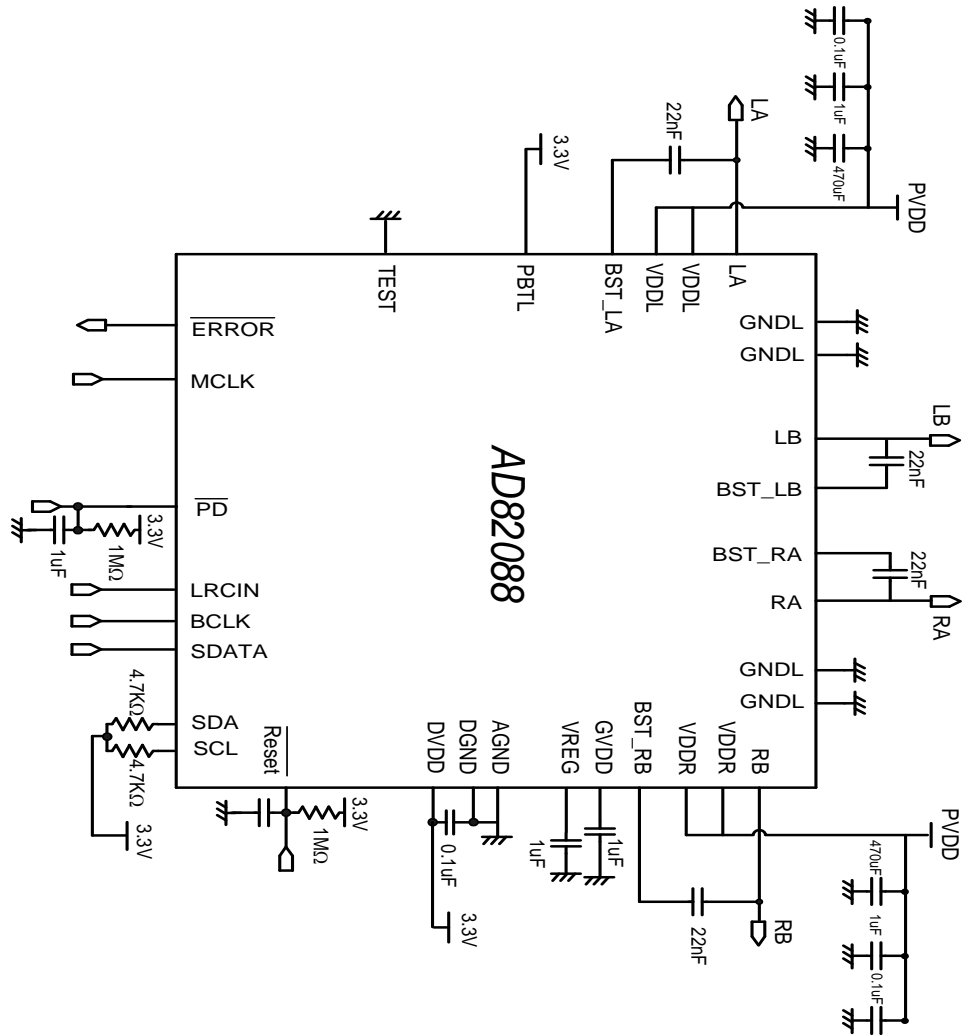 0.1uF
1uF
470uF
PVDD
LA
22nF
3.3V
TEST
PBTL
BST_LA
VDDL
VDDL
LA
ERROR
MCLK
PD
3.3V
1MΩ
1uF
LRCIN
BCLK
SDATA
SDA
SCL
4.7KΩ
4.7KΩ
3.3V
AD82088
GNDL
GNDL
LB
LB
22nF
BST_LB
BST_RA
22nF
RA
RA
GNDL
GNDL
Reset
DVDD
DGND
AGND
VREG
GVDD
BST_RB
VDDR
VDDR
RB
3.3V
1MΩ
0.1uF
3.3V
1uF
1uF
22nF
RB
PVDD
470uF
1uF
0.1uF